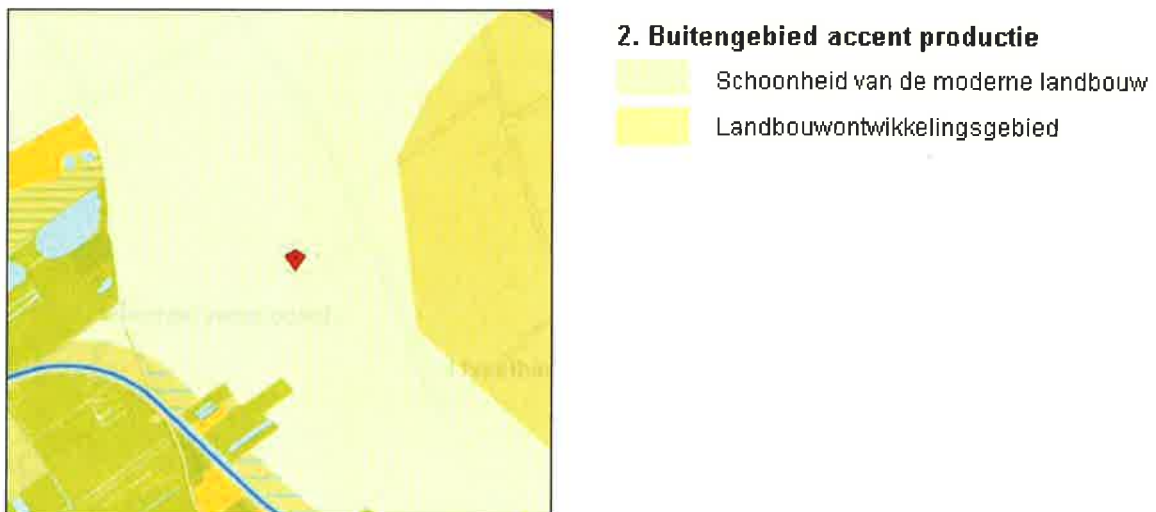 2. Buitengebied accent productie
Schoonheid van de moderne landbouw
Landbouwontwikkelingsgebied